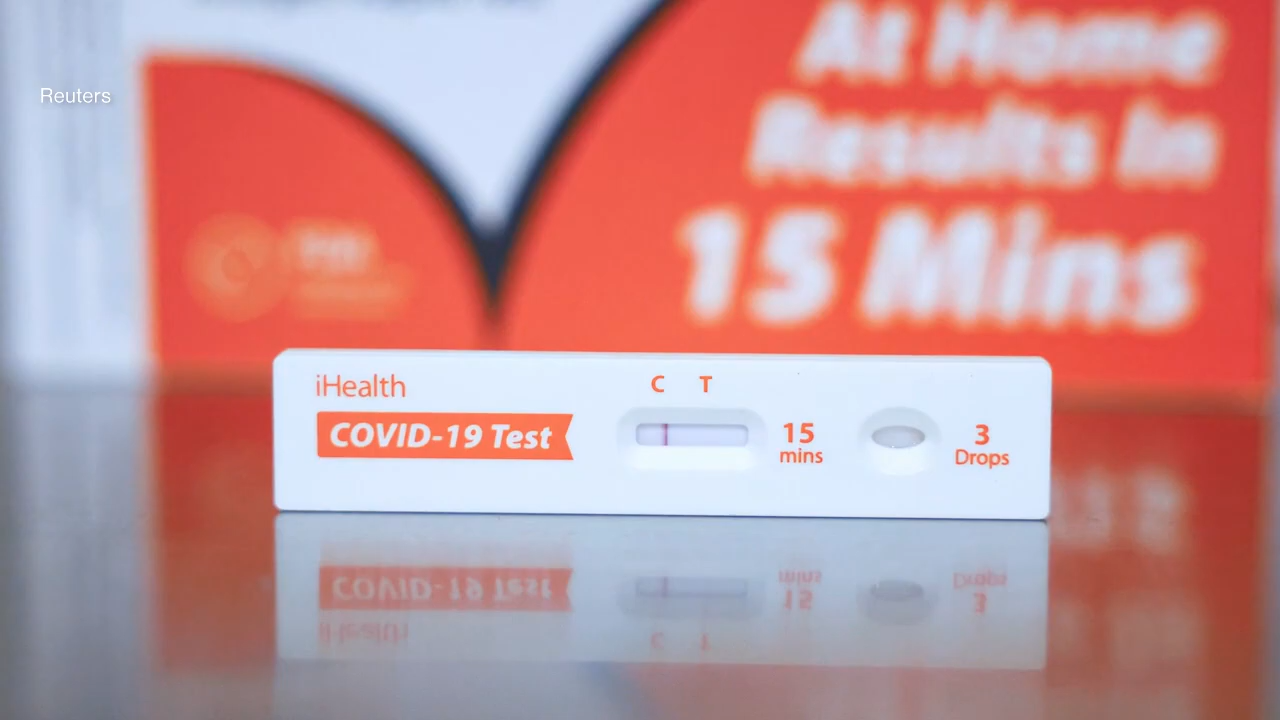 Reuters
At Home
Results In
15 Mins
iHealth
COVID-19 Test
C T
15
mins
3
Drops